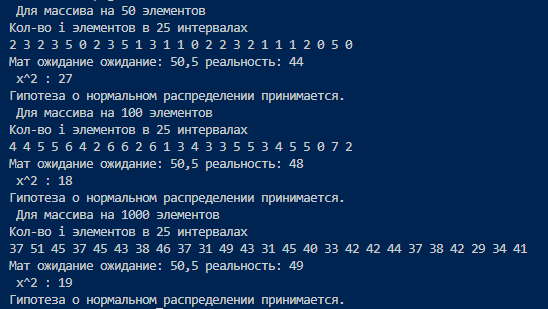 Для массива на 50 элементов
Кол-во i элементов в 25 интервалах
2 3 2 3 5 0 2 3 5 1 3 1 1 0 2 2 3 2 1 1 1 2 0 5 0
Мат ожидание ожидание: 50,5 реальность: 44
x^2 : 27
Гипотеза о нормальном распределении принимается.
Для массива на 100 элементов
Кол-во i элементов в 25 интервалах
4 4 5 5 6 4 2 6 6 2 6 1 3 4 3 3 5 5 3 4 5 5 0 7 2
Мат ожидание ожидание: 50,5 реальность: 48
x^2 : 18
Гипотеза о нормальном распределении принимается.
Для массива на 1000 элементов
Кол-во i элементов в 25 интервалах
37 51 45 37 45 43 38 46 37 31 49 43 31 45 40 33 42 42 44 37 38 42 29 34 41
Мат ожидание ожидание: 50,5 реальность: 49
x^2 : 19
Гипотеза о нормальном распределении принимается.